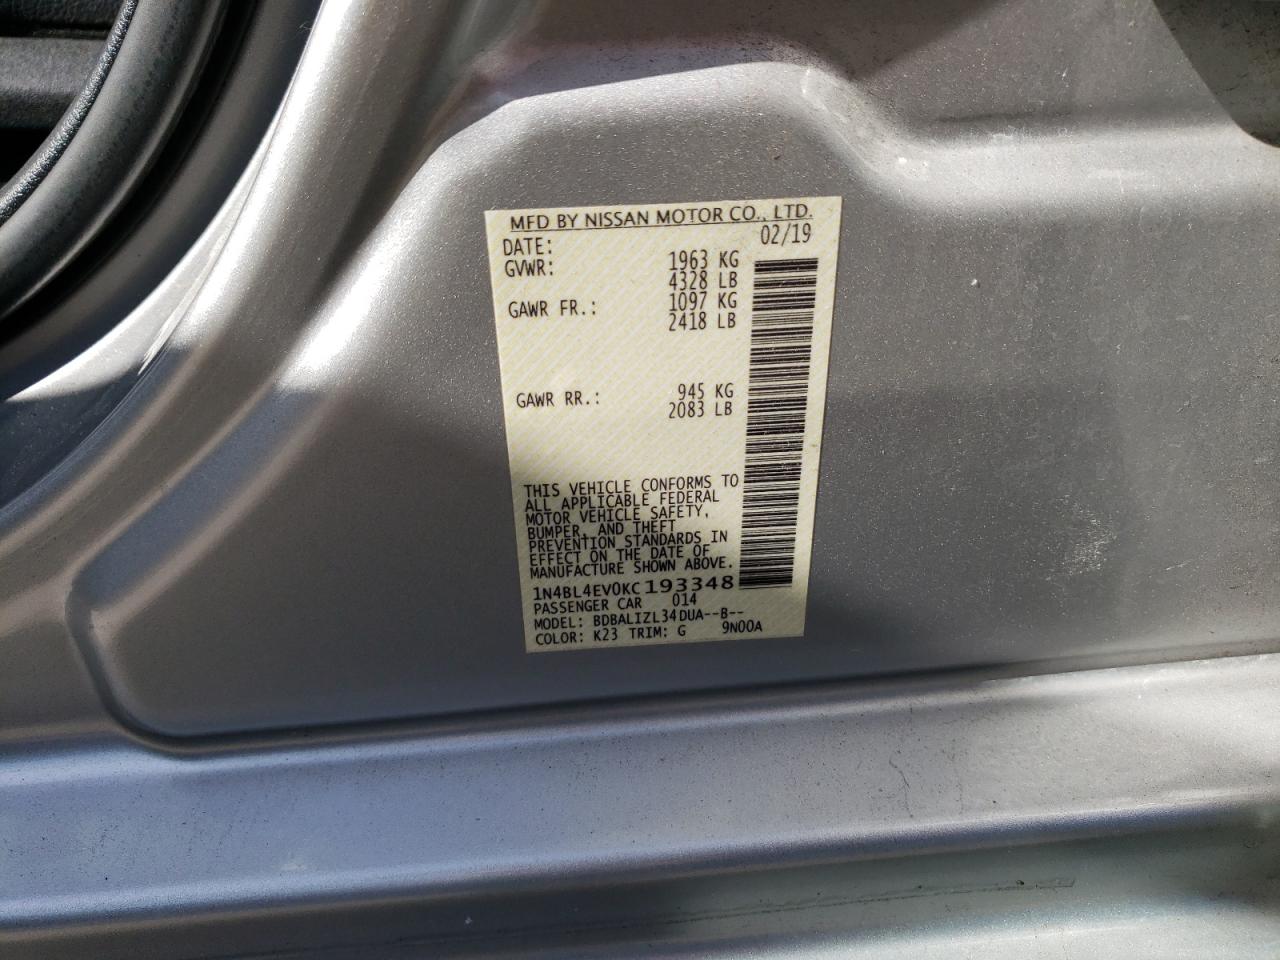 MFD BY NISSAN MOTOR CO., LTD.
DATE: 02/19
GVWR: 1963 KG
4328 LB
GAWR FR.: 1097 KG
2418 LB
GAWR RR.: 945 KG
2083 LB
THIS VEHICLE CONFORMS TO
ALL APPLICABLE FEDERAL
MOTOR VEHICLE SAFETY,
BUMPER, AND THEFT
PREVENTION STANDARDS IN
EFFECT ON THE DATE OF
MANUFACTURE SHOWN ABOVE.
1N4BL4EV0KC193348
PASSENGER CAR 014
MODEL: BDBALIZL34DUA--B--
COLOR: K23 TRIM: G 9N00A